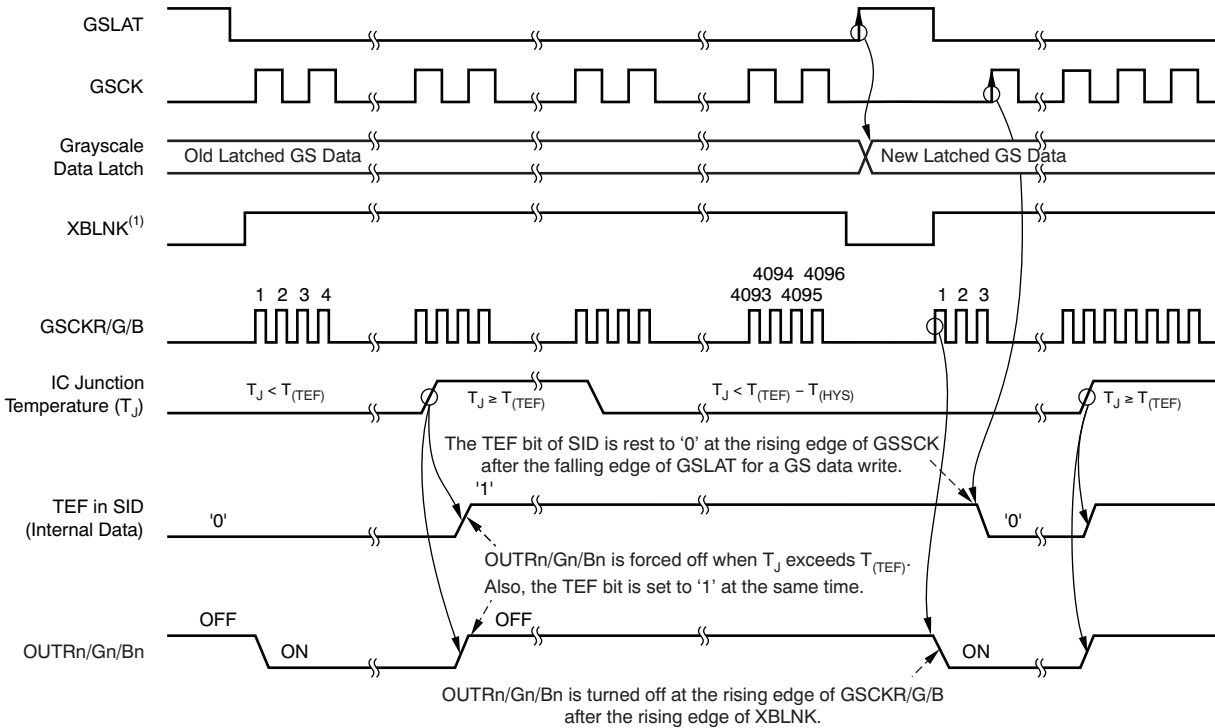 GSLAT
GSCK
Grayscale
Data Latch
Old Latched GS Data
New Latched GS Data
XBLNK(1)
4094 4096
1 2 3 4
4093 4095
1 2 3
GSCKR/G/B
IC Junction
Temperature (TJ)
TJ < T(TEF)
TJ ≥ T(TEF)
TJ < T(TEF) – T(HYS)
TJ ≥ T(TEF)
The TEF bit of SID is rest to ‘0’ at the rising edge of GSSCK
after the falling edge of GSLAT for a GS data write.
TEF in SID
(Internal Data)
'0'
'1'
'0'
OUTRn/Gn/Bn is forced off when TJ exceeds T(TEF).
Also, the TEF bit is set to ‘1’ at the same time.
OUTRn/Gn/Bn
OFF
ON
OFF
ON
OUTRn/Gn/Bn is turned off at the rising edge of GSCKR/G/B
after the rising edge of XBLNK.